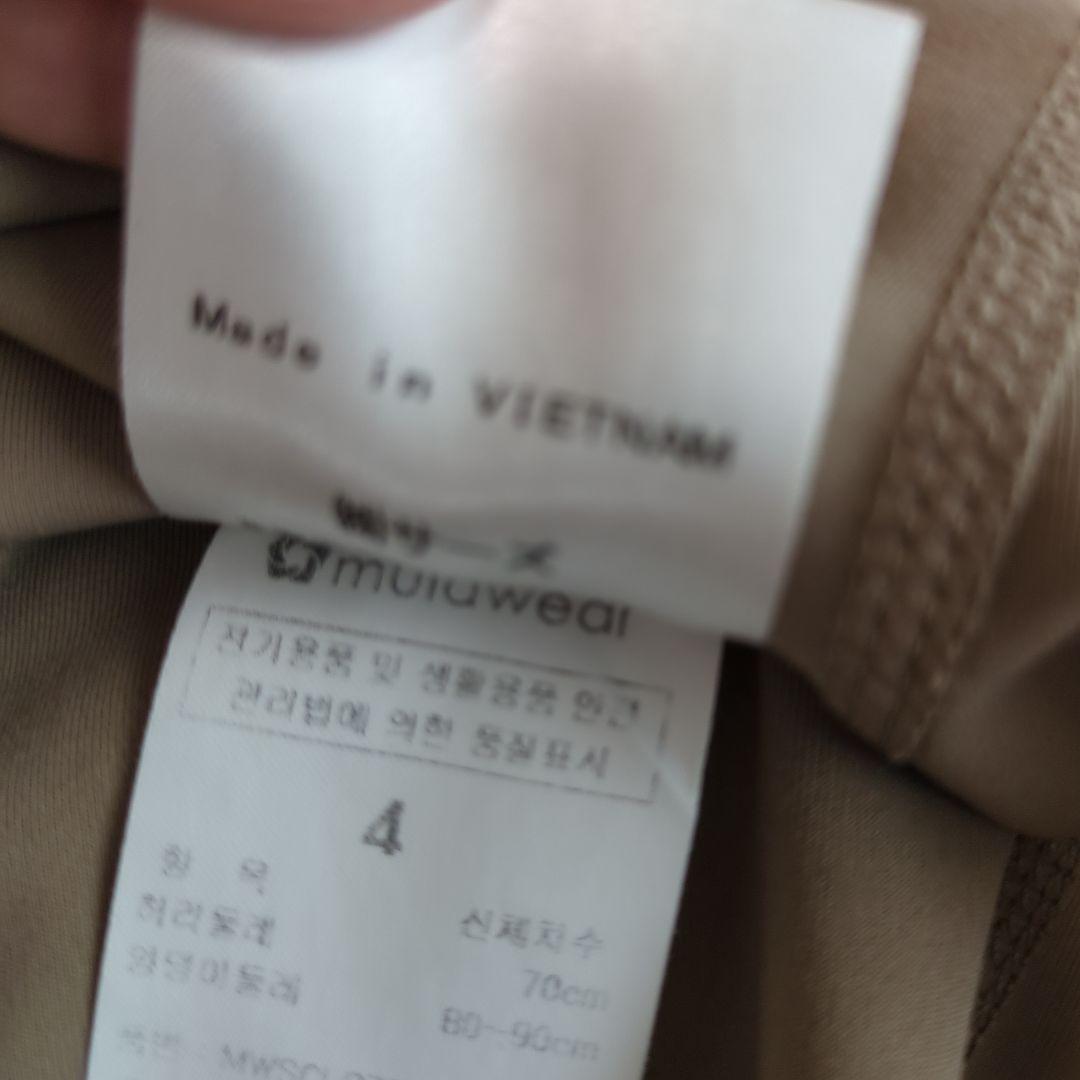 Made in VIETNAM
mulawear
전기용품 및 생활용품 안전
관리법에 의한 품질표시
4
항 목
신체치수
허리둘레
70cm
엉덩이둘레
80~90cm